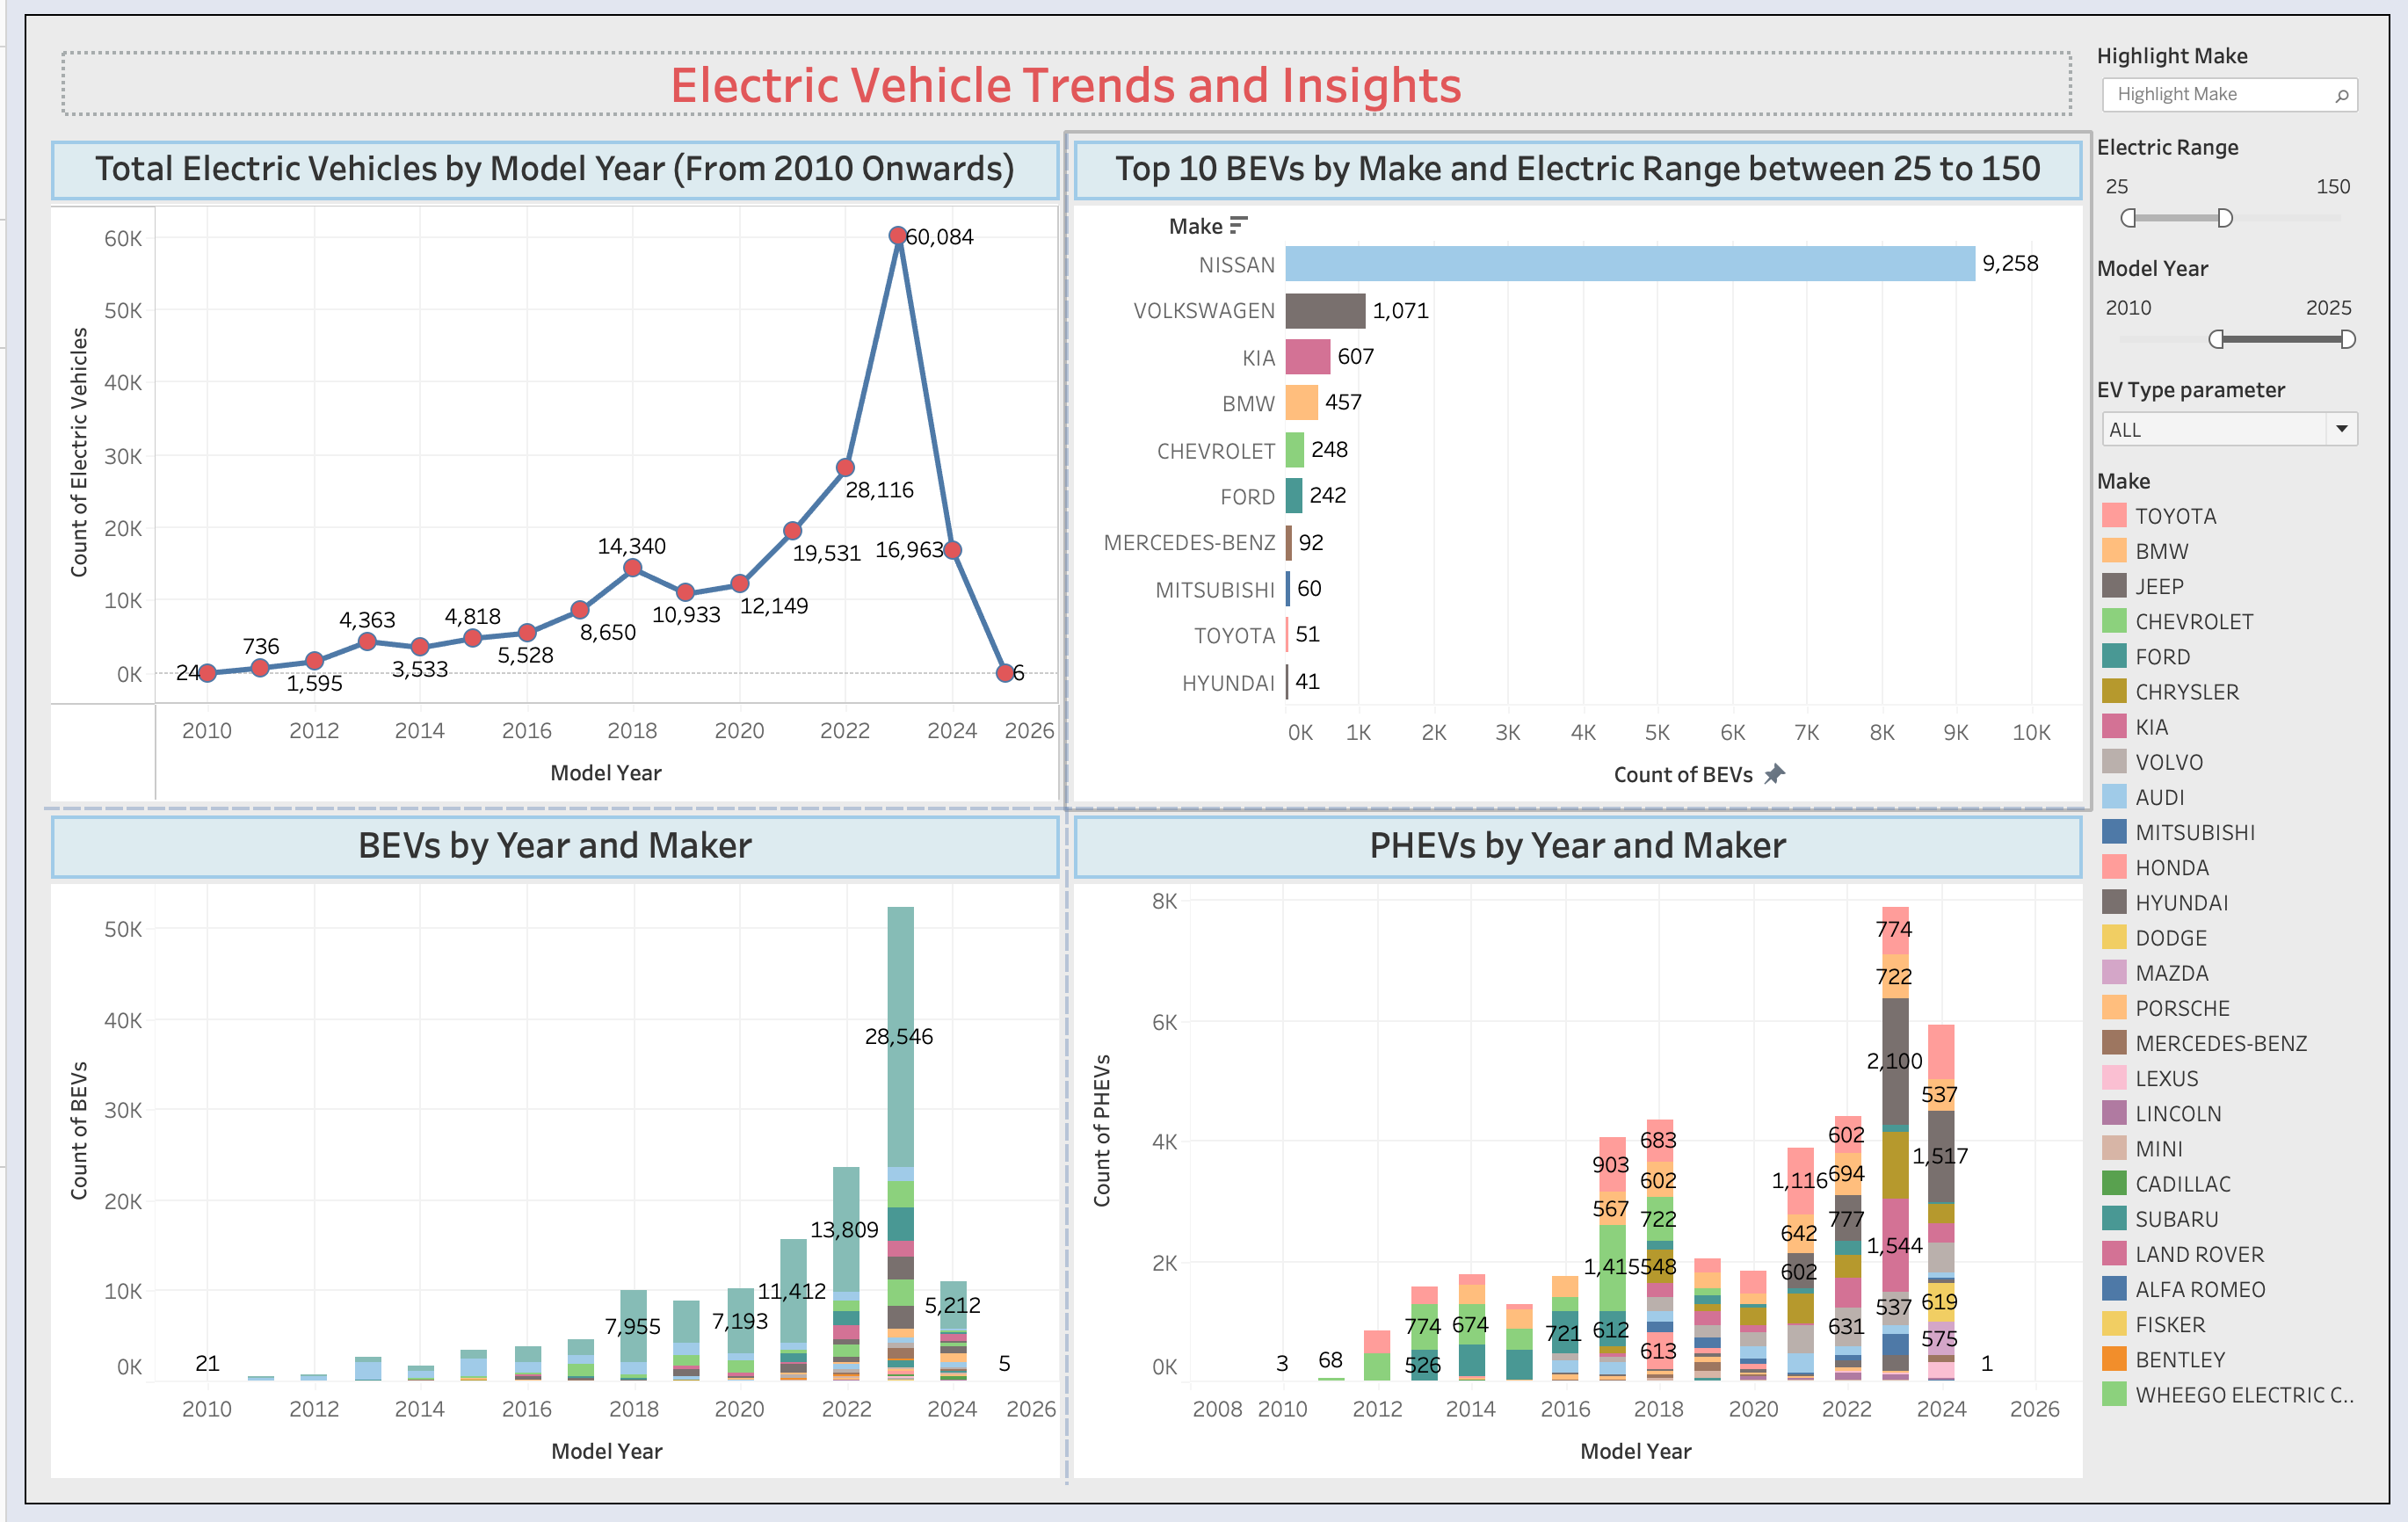 Electric Vehicle Trends and Insights
Total Electric Vehicles by Model Year (From 2010 Onwards)
Count of Electric Vehicles
60K
50K
40K
30K
20K
10K
0K
24
736
1,595
4,363
3,533
4,818
5,528
8,650
14,340
10,933
12,149
19,531
28,116
60,084
16,963
6
2010 2012 2014 2016 2018 2020 2022 2024 2026
Model Year
Top 10 BEVs by Make and Electric Range between 25 to 150
Make
NISSAN 9,258
VOLKSWAGEN 1,071
KIA 607
BMW 457
CHEVROLET 248
FORD 242
MERCEDES-BENZ 92
MITSUBISHI 60
TOYOTA 51
HYUNDAI 41
0K 1K 2K 3K 4K 5K 6K 7K 8K 9K 10K
Count of BEVs
BEVs by Year and Maker
Count of BEVs
50K
40K
30K
20K
10K
0K
21
7,955
7,193
11,412
13,809
28,546
5,212
5
2010 2012 2014 2016 2018 2020 2022 2024 2026
Model Year
PHEVs by Year and Maker
Count of PHEVs
8K
6K
4K
2K
0K
3
68
774
526
674
721
903
567
1,415
612
683
602
722
548
613
1,116
642
602
602
694
777
631
774
722
2,100
1,544
537
537
1,517
619
575
1
2008 2010 2012 2014 2016 2018 2020 2022 2024 2026
Model Year
Highlight Make
Highlight Make
Electric Range
25 150
Model Year
2010 2025
EV Type parameter
ALL
Make
TOYOTA
BMW
JEEP
CHEVROLET
FORD
CHRYSLER
KIA
VOLVO
AUDI
MITSUBISHI
HONDA
HYUNDAI
DODGE
MAZDA
PORSCHE
MERCEDES-BENZ
LEXUS
LINCOLN
MINI
CADILLAC
SUBARU
LAND ROVER
ALFA ROMEO
FISKER
BENTLEY
WHEEGO ELECTRIC C..